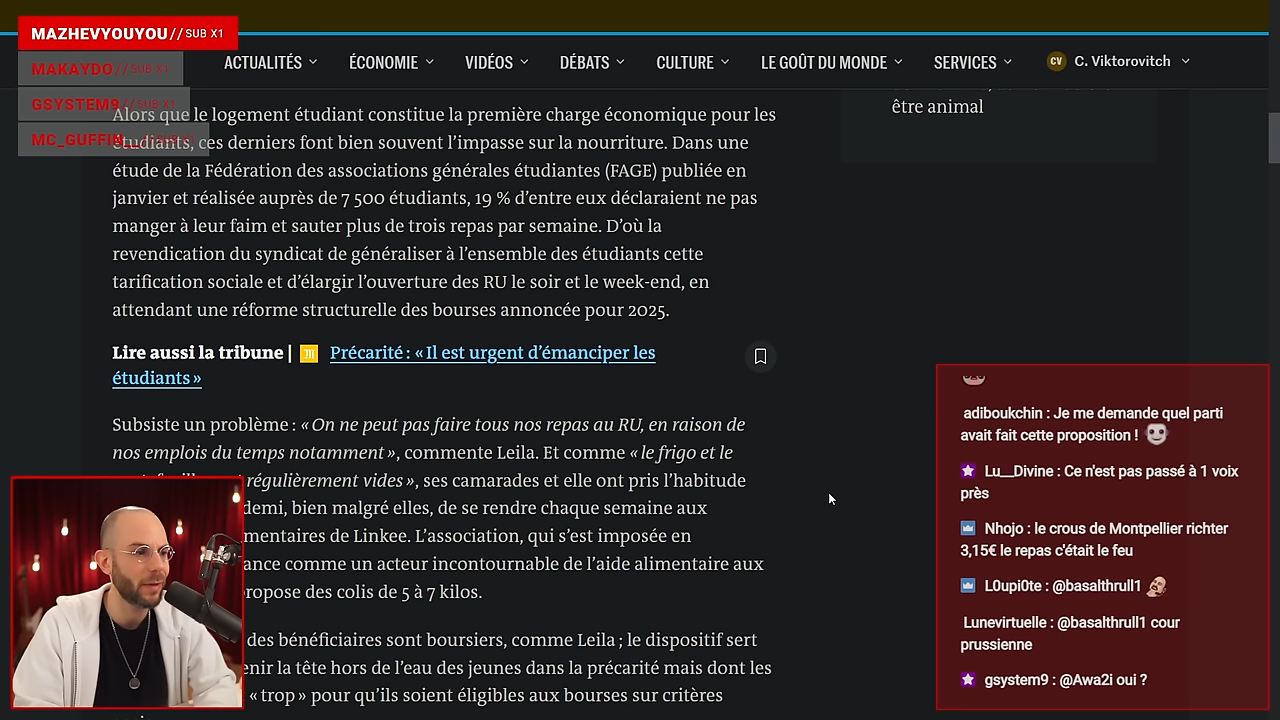 MAZHEVYOUYOU // SUB X1
MAKAYDO // SUB X1
GSYSTEM9 // SUB X1
MC_GUFFIN_
ACTUALITÉS ÉCONOMIE VIDÉOS DÉBATS CULTURE LE GOÛT DU MONDE SERVICES CV C. Viktorovitch
être animal
Alors que le logement étudiant constitue la première charge économique pour les
étudiants, ces derniers font bien souvent l’impasse sur la nourriture. Dans une
étude de la Fédération des associations générales étudiantes (FAGE) publiée en
janvier et réalisée auprès de 7 500 étudiants, 19 % d’entre eux déclaraient ne pas
manger à leur faim et sauter plus de trois repas par semaine. D’où la
revendication du syndicat de généraliser à l’ensemble des étudiants cette
tarification sociale et d’élargir l’ouverture des RU le soir et le week-end, en
attendant une réforme structurelle des bourses annoncée pour 2025.
Lire aussi la tribune | Précarité : « Il est urgent d’émanciper les
étudiants »
Subsiste un problème : « On ne peut pas faire tous nos repas au RU, en raison de
nos emplois du temps notamment », commente Leila. Et comme « le frigo et le
régulièrement vides », ses camarades et elle ont pris l’habitude
demi, bien malgré elles, de se rendre chaque semaine aux
mentaires de Linkee. L’association, qui s’est imposée en
ance comme un acteur incontournable de l’aide alimentaire aux
ropose des colis de 5 à 7 kilos.
des bénéficiaires sont boursiers, comme Leila ; le dispositif sert
enir la tête hors de l’eau des jeunes dans la précarité mais dont les
« trop » pour qu’ils soient éligibles aux bourses sur critères
adiboukchin : Je me demande quel parti
avait fait cette proposition !
Lu__Divine : Ce n'est pas passé à 1 voix
près
Nhojo : le crous de Montpellier richter
3,15€ le repas c'était le feu
L0upi0te : @basalthrull1
Lunevirtuelle : @basalthrull1 cour
prussienne
gsystem9 : @Awa2i oui ?